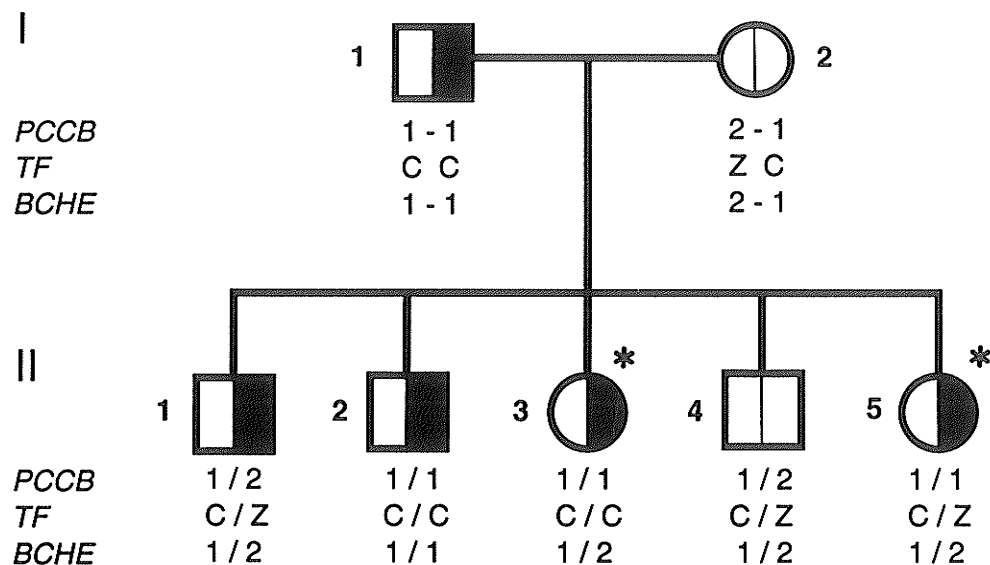 I
1 2
PCCB 1 - 1 2 - 1
TF C C Z C
BCHE 1 - 1 2 - 1
* *
II
1 2 3 4 5
PCCB 1 / 2 1 / 1 1 / 1 1 / 2 1 / 1
TF C / Z C / C C / C C / Z C / Z
BCHE 1 / 2 1 / 1 1 / 2 1 / 2 1 / 2